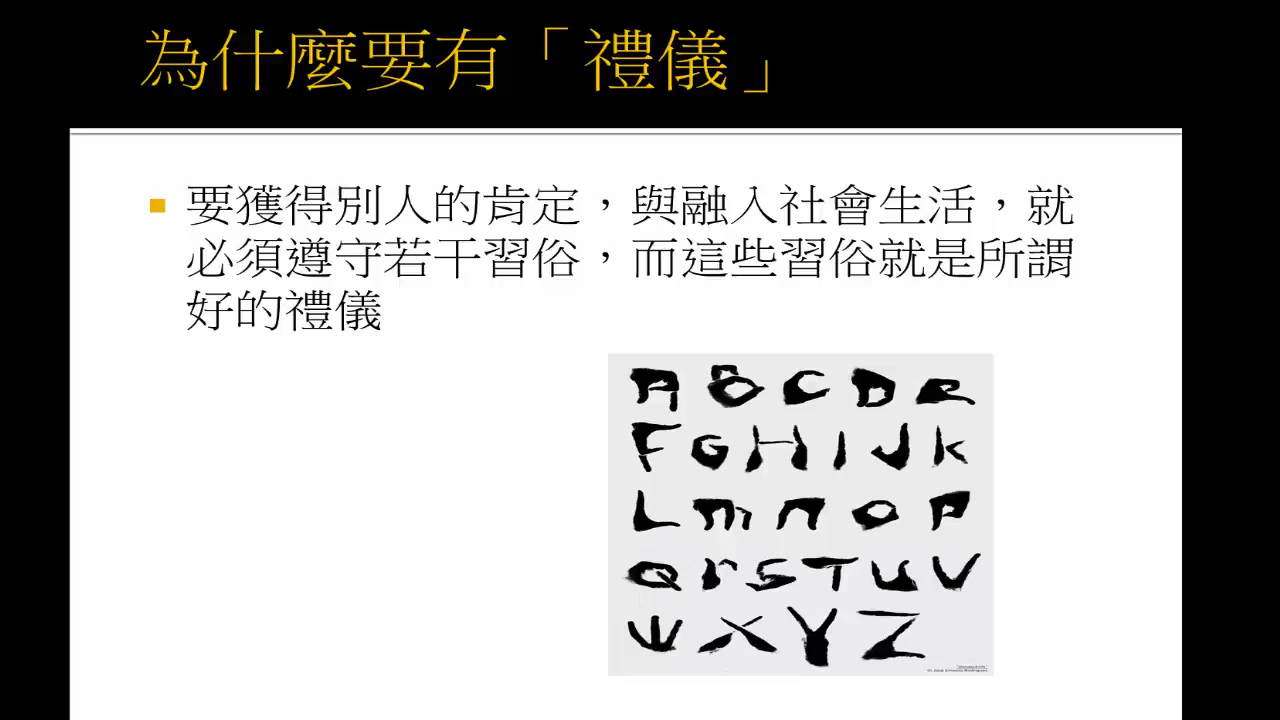 為什麼要有「禮儀」
要獲得別人的肯定，與融入社會生活，就
必須遵守若干習俗，而這些習俗就是所謂
好的禮儀
A B C D E
F G H I J K
L m n O P
Q r S T U V
W X Y Z